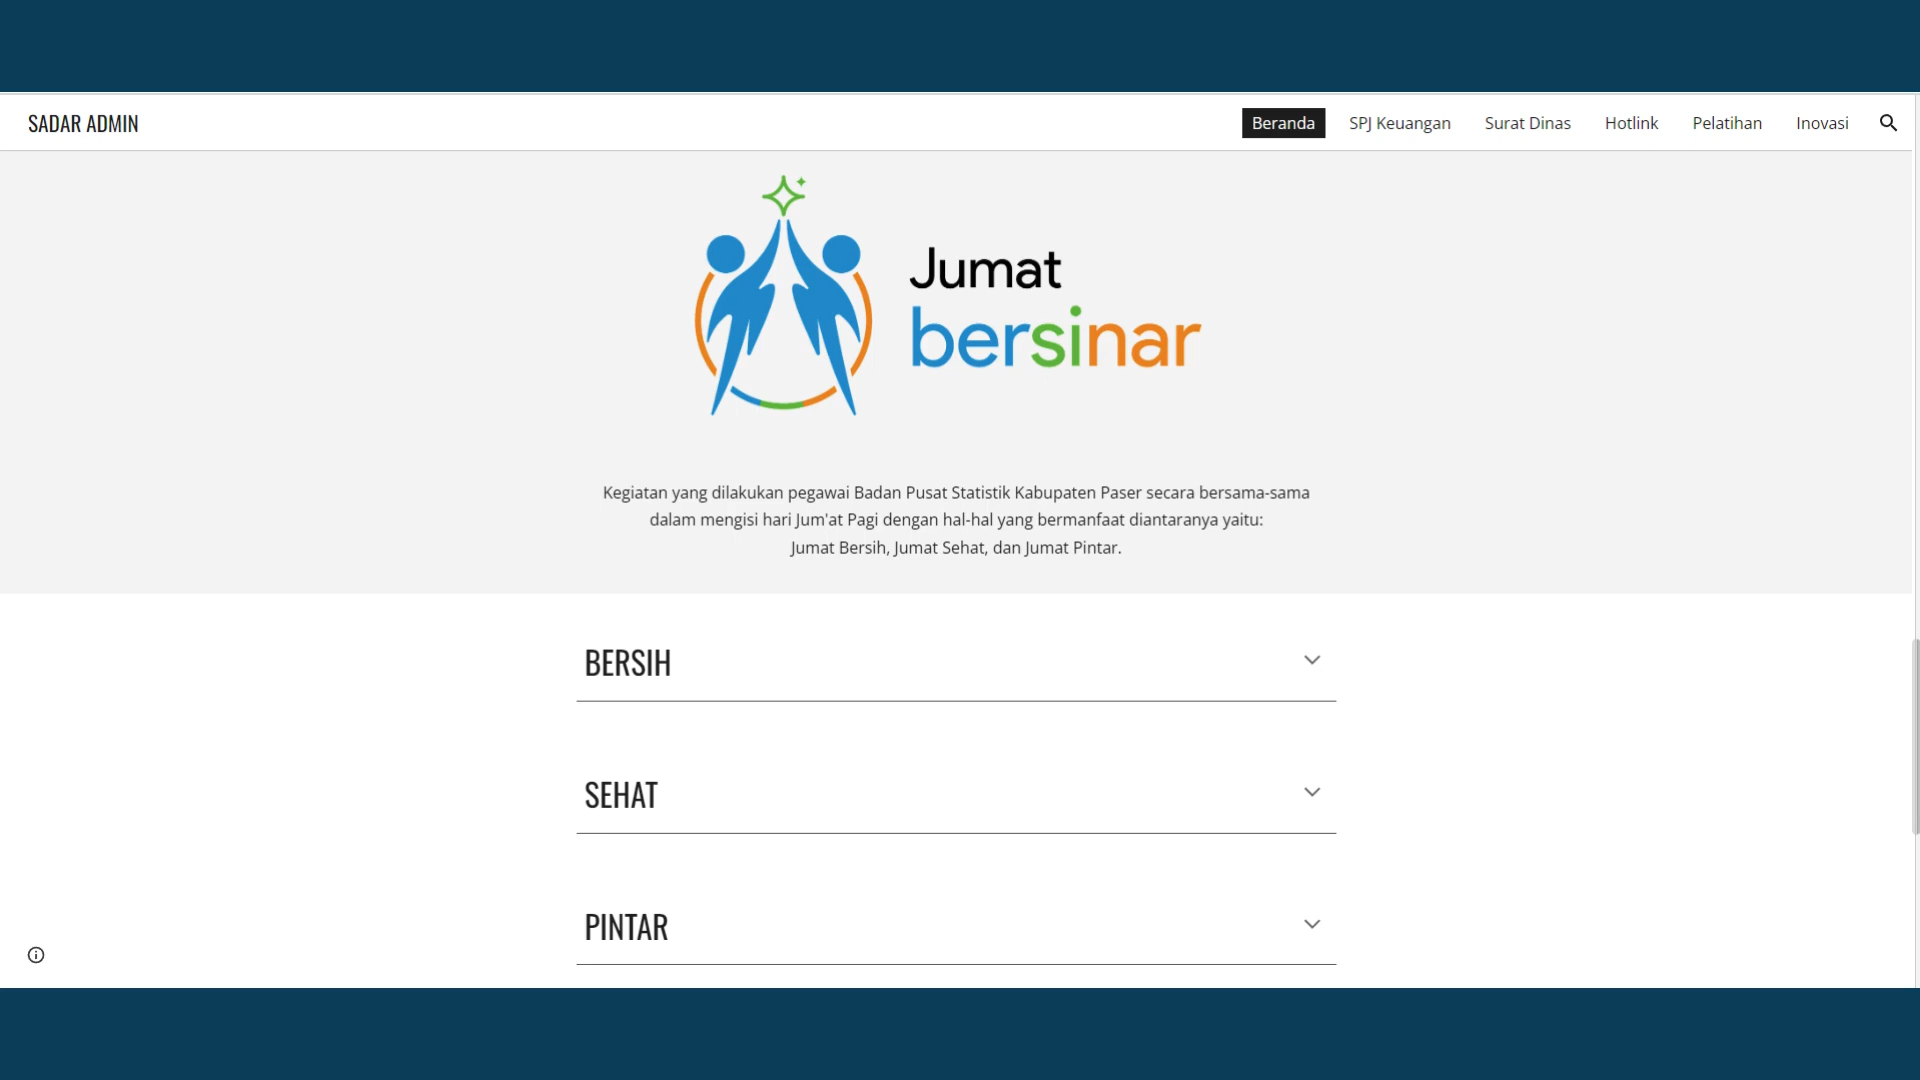 SADAR ADMIN
Beranda
SPJ Keuangan
Surat Dinas
Hotlink
Pelatihan
Inovasi
Jumat
bersinar
Kegiatan yang dilakukan pegawai Badan Pusat Statistik Kabupaten Paser secara bersama-sama
dalam mengisi hari Jum'at Pagi dengan hal-hal yang bermanfaat diantaranya yaitu:
Jumat Bersih, Jumat Sehat, dan Jumat Pintar.
BERSIH
SEHAT
PINTAR